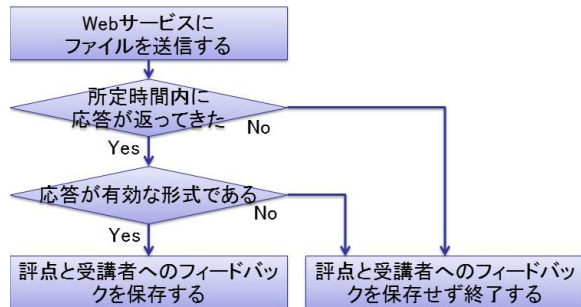 Webサービスに
ファイルを送信する
所定時間内に
応答が返ってきた
No
Yes
応答が有効な形式である
No
Yes
評点と受講者へのフィードバッ
クを保存する
評点と受講者へのフィードバック
を保存せず終了する